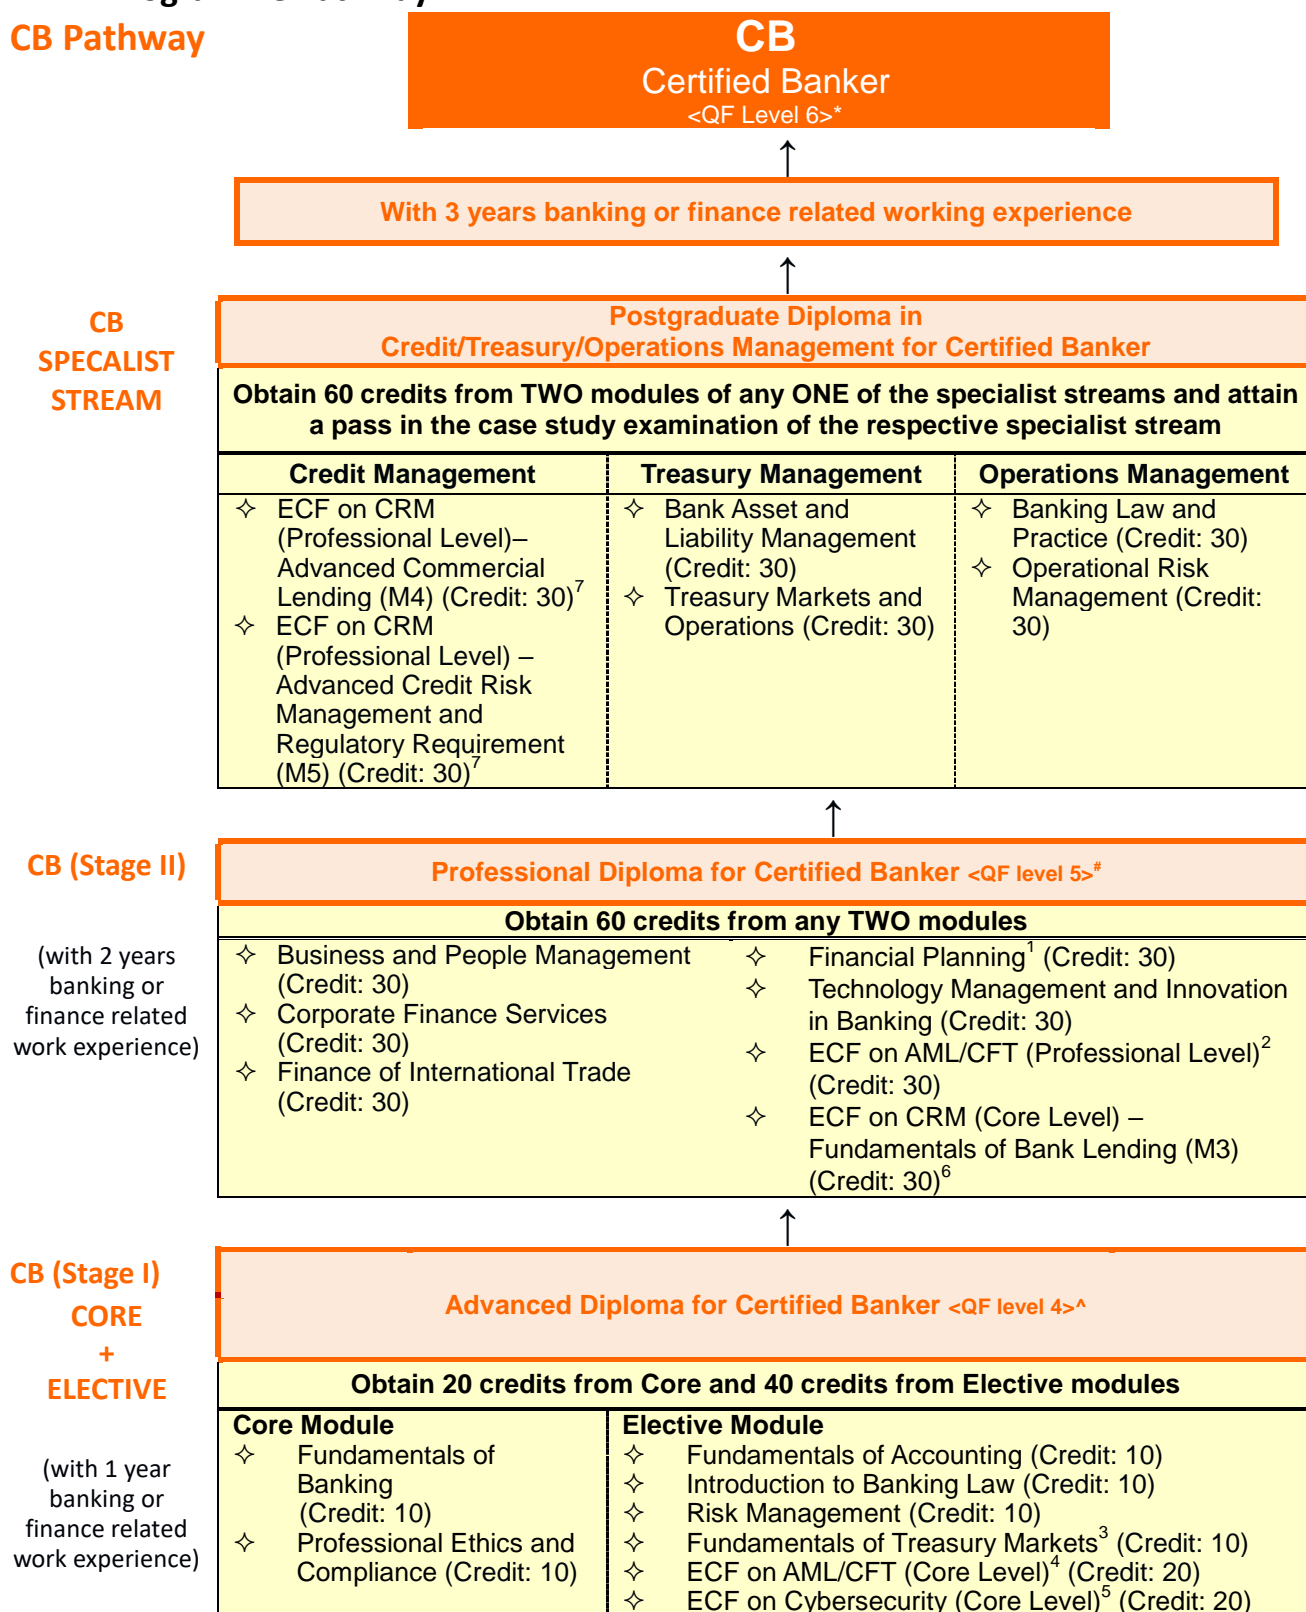 CB Pathway
CB
Certified Banker
<QF Level 6>*
↑
With 3 years banking or finance related working experience
↑
CB
SPECALIST
STREAM
Postgraduate Diploma in
Credit/Treasury/Operations Management for Certified Banker
Obtain 60 credits from TWO modules of any ONE of the specialist streams and attain
a pass in the case study examination of the respective specialist stream
Credit Management
✧ ECF on CRM
(Professional Level)–
Advanced Commercial
Lending (M4) (Credit: 30)7
✧ ECF on CRM
(Professional Level) –
Advanced Credit Risk
Management and
Regulatory Requirement
(M5) (Credit: 30)7
Treasury Management
✧ Bank Asset and
Liability Management
(Credit: 30)
✧ Treasury Markets and
Operations (Credit: 30)
Operations Management
✧ Banking Law and
Practice (Credit: 30)
✧ Operational Risk
Management (Credit:
30)
↑
CB (Stage II)
(with 2 years
banking or
finance related
work experience)
Professional Diploma for Certified Banker <QF level 5>#
Obtain 60 credits from any TWO modules
✧ Business and People Management
(Credit: 30)
✧ Corporate Finance Services
(Credit: 30)
✧ Finance of International Trade
(Credit: 30)
✧ Financial Planning1 (Credit: 30)
✧ Technology Management and Innovation
in Banking (Credit: 30)
✧ ECF on AML/CFT (Professional Level)2
(Credit: 30)
✧ ECF on CRM (Core Level) –
Fundamentals of Bank Lending (M3)
(Credit: 30)6
↑
CB (Stage I)
CORE
+
ELECTIVE
(with 1 year
banking or
finance related
work experience)
Advanced Diploma for Certified Banker <QF level 4>^
Obtain 20 credits from Core and 40 credits from Elective modules
Core Module
✧ Fundamentals of
Banking
(Credit: 10)
✧ Professional Ethics and
Compliance (Credit: 10)
Elective Module
✧ Fundamentals of Accounting (Credit: 10)
✧ Introduction to Banking Law (Credit: 10)
✧ Risk Management (Credit: 10)
✧ Fundamentals of Treasury Markets3 (Credit: 10)
✧ ECF on AML/CFT (Core Level)4 (Credit: 20)
✧ ECF on Cybersecurity (Core Level)5 (Credit: 20)